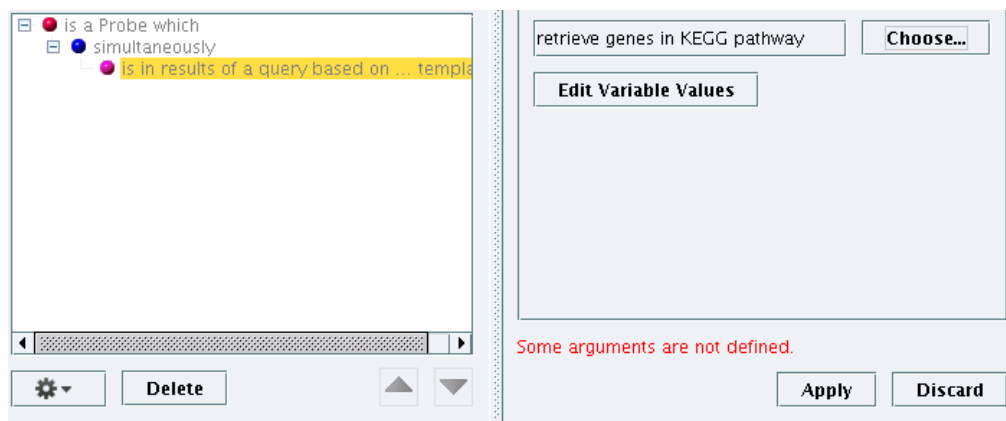 is a Probe which
simultaneously
is in results of a query based on ... templa
Delete
retrieve genes in KEGG pathway
Choose...
Edit Variable Values
Some arguments are not defined.
Apply
Discard